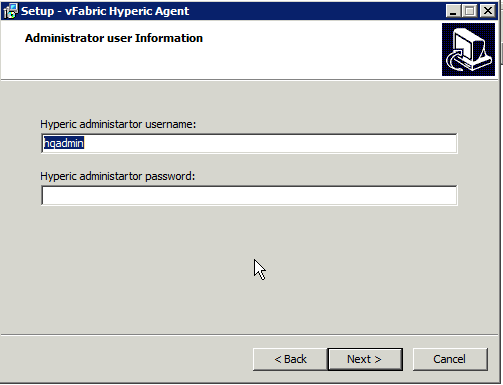 Setup - vFabric Hyperic Agent
Administrator user Information
Hyperic administartor username:
hqadmin
Hyperic administartor password:
< Back
Next >
Cancel